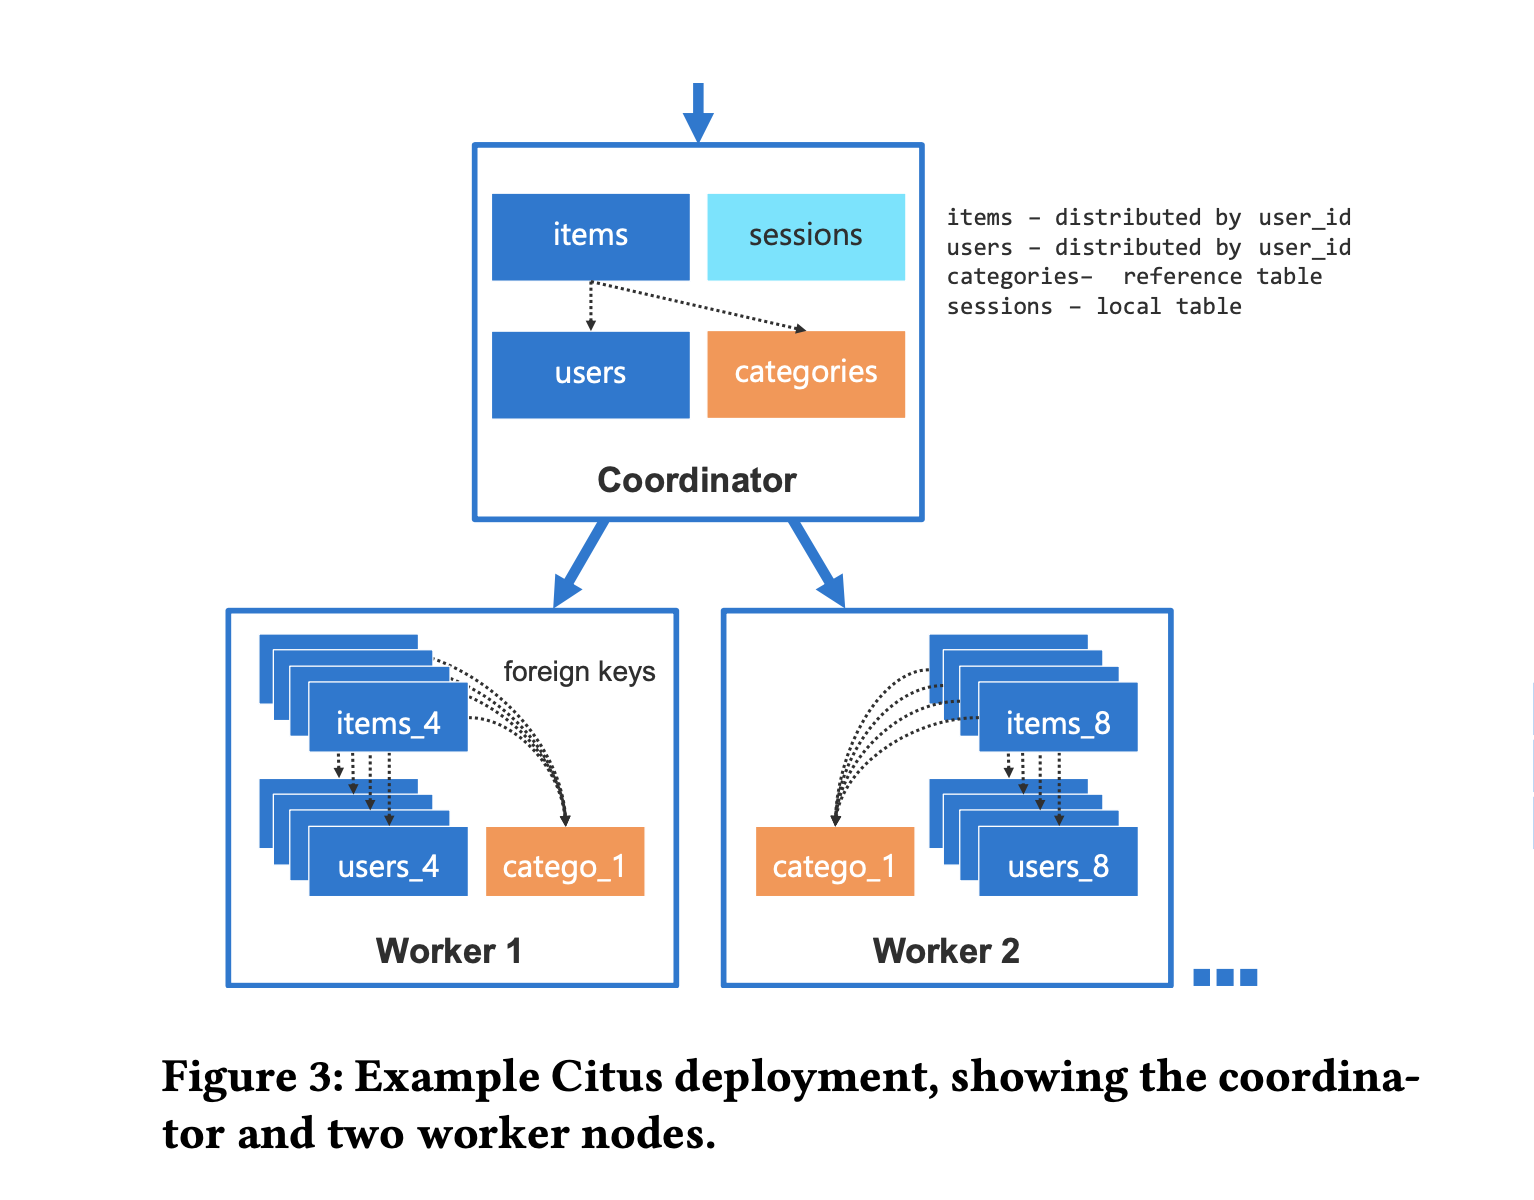 items
sessions
items – distributed by user_id
users – distributed by user_id
categories–  reference table
sessions – local table
users
categories
Coordinator
foreign keys
items_4
users_4
catego_1
Worker 1
items_8
catego_1
users_8
Worker 2
Figure 3: Example Citus deployment, showing the coordina-
tor and two worker nodes.